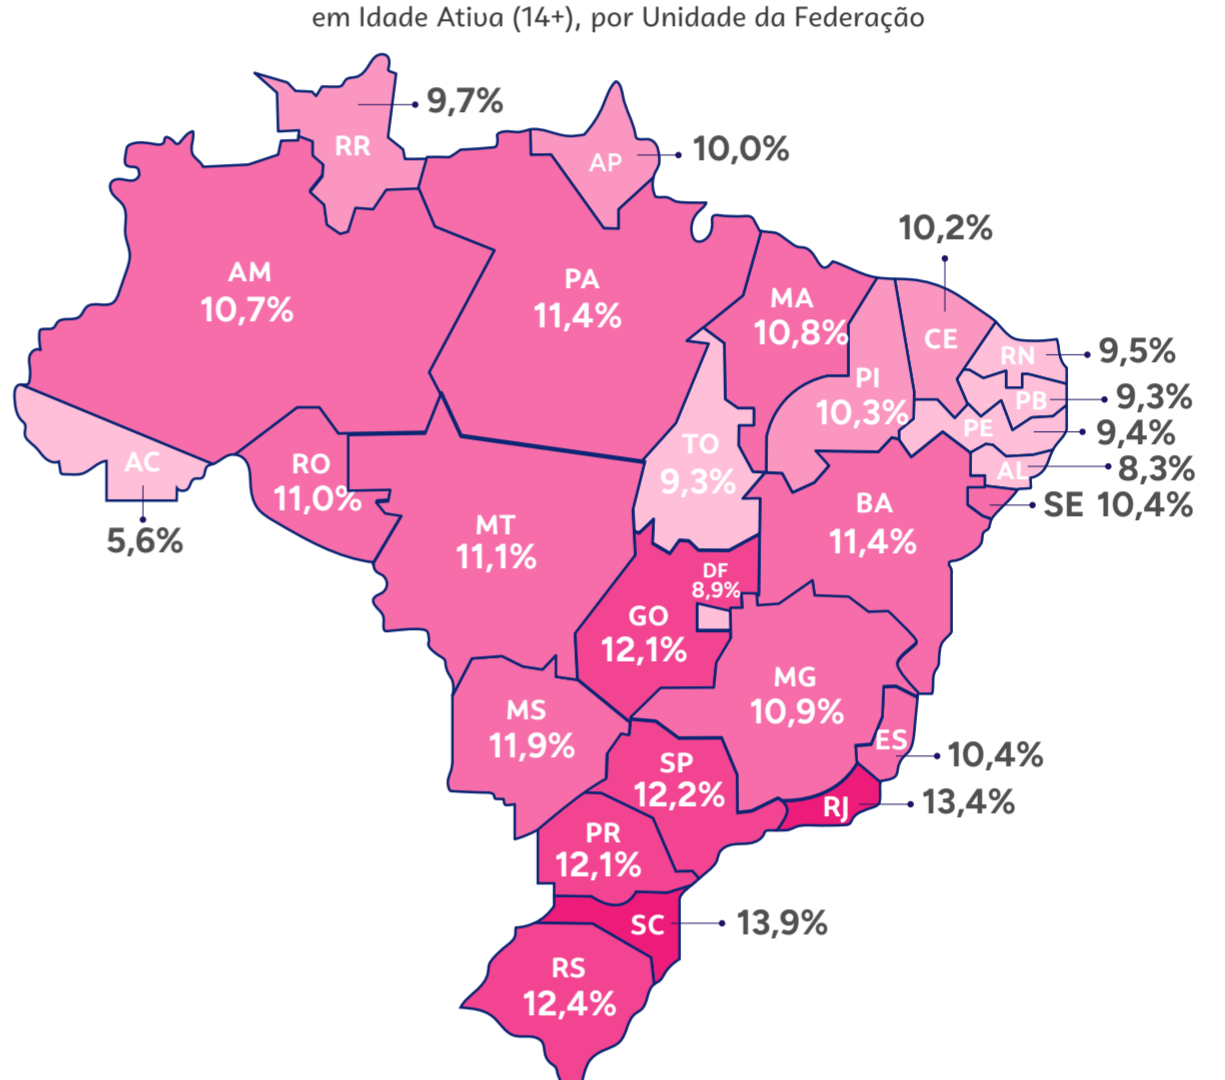 em Idade Ativa (14+), por Unidade da Federação
RR
9,7%
AP
10,0%
10,2%
AM
10,7%
PA
11,4%
MA
10,8%
CE
RN
9,5%
PI
10,3%
PB
9,3%
PE
9,4%
TO
9,3%
AL
8,3%
AC
5,6%
RO
11,0%
SE 10,4%
BA
11,4%
MT
11,1%
DF
8,9%
GO
12,1%
MG
10,9%
MS
11,9%
ES
10,4%
SP
12,2%
RJ
13,4%
PR
12,1%
SC
13,9%
RS
12,4%